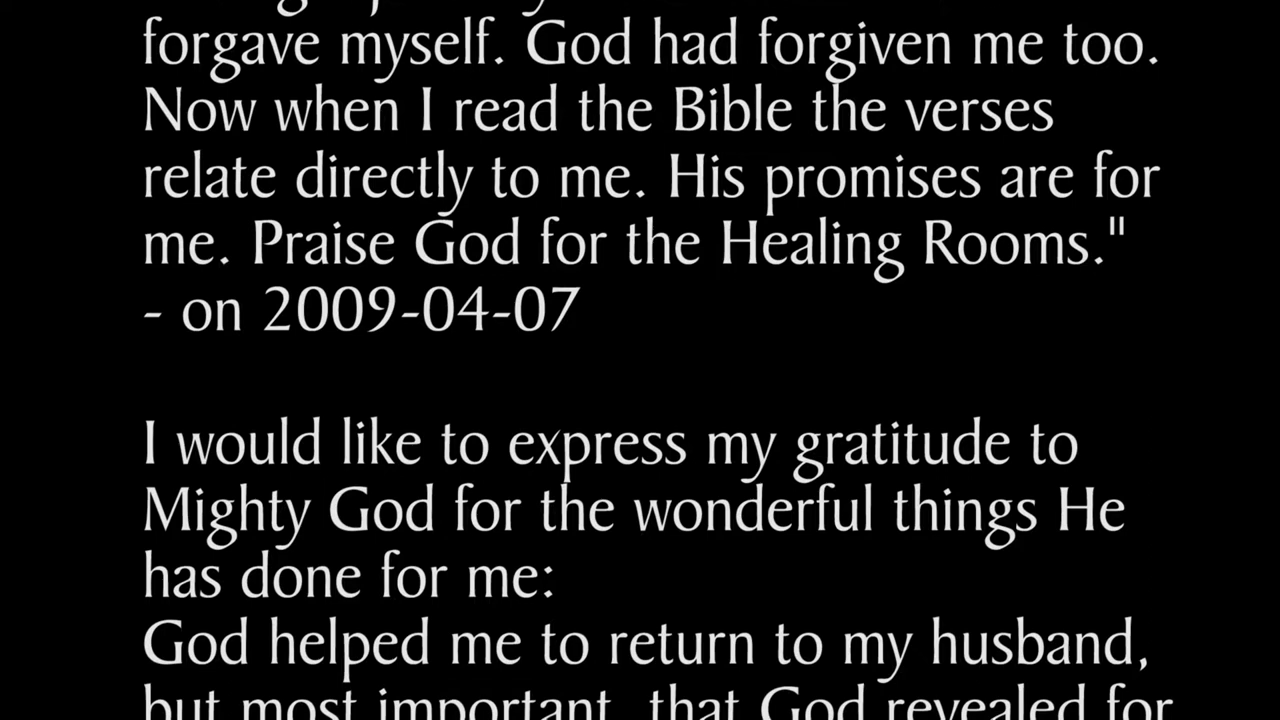 forgave myself. God had forgiven me too.
Now when I read the Bible the verses
relate directly to me. His promises are for
me. Praise God for the Healing Rooms."
- on 2009-04-07
I would like to express my gratitude to
Mighty God for the wonderful things He
has done for me:
God helped me to return to my husband,
but most important, that God revealed for